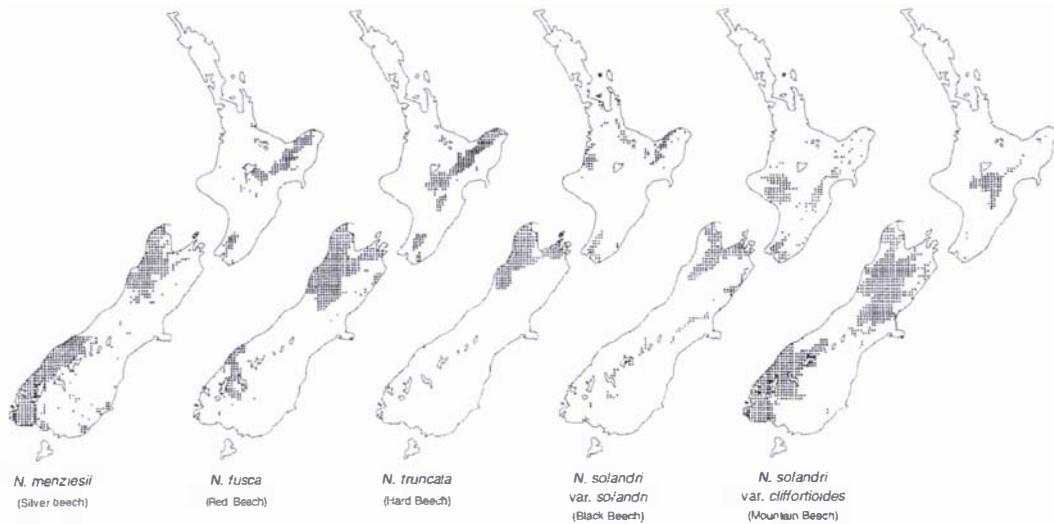 N. menziesii
(Silver beech)
N. fusca
(Red Beech)
N. truncata
(Hard Beech)
N. solandri
var. solandri
(Black Beech)
N. solandri
var. cliffortioides
(Mountain Beech)